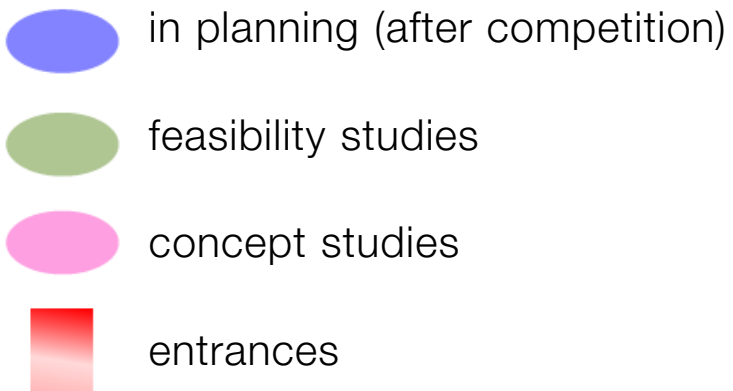 in planning (after competition)
feasibility studies
concept studies
entrances